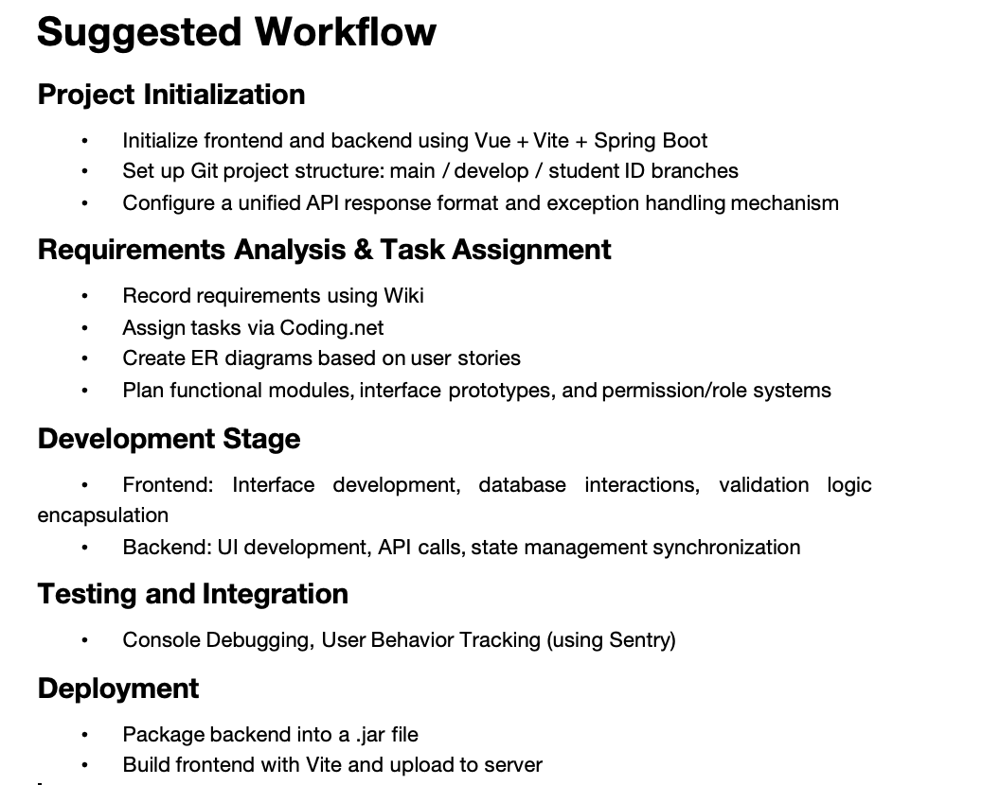 Suggested Workflow
Project Initialization
• Initialize frontend and backend using Vue + Vite + Spring Boot
• Set up Git project structure: main / develop / student ID branches
• Configure a unified API response format and exception handling mechanism
Requirements Analysis & Task Assignment
• Record requirements using Wiki
• Assign tasks via Coding.net
• Create ER diagrams based on user stories
• Plan functional modules, interface prototypes, and permission/role systems
Development Stage
• Frontend: Interface development, database interactions, validation logic
encapsulation
• Backend: UI development, API calls, state management synchronization
Testing and Integration
• Console Debugging, User Behavior Tracking (using Sentry)
Deployment
• Package backend into a .jar file
• Build frontend with Vite and upload to server